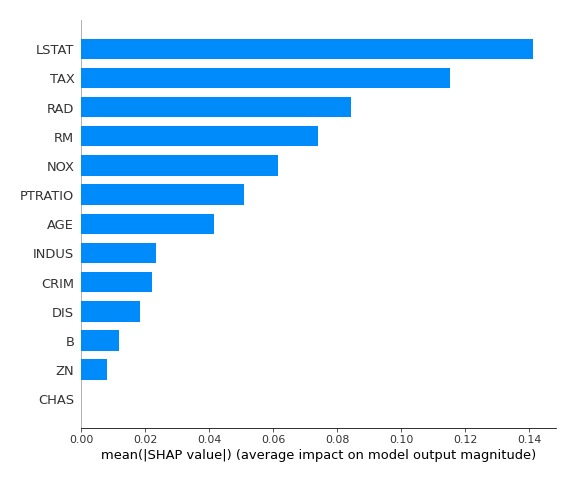 LSTAT
TAX
RAD
RM
NOX
PTRATIO
AGE
INDUS
CRIM
DIS
B
ZN
CHAS
0.00 0.02 0.04 0.06 0.08 0.10 0.12 0.14
mean(|SHAP value|) (average impact on model output magnitude)